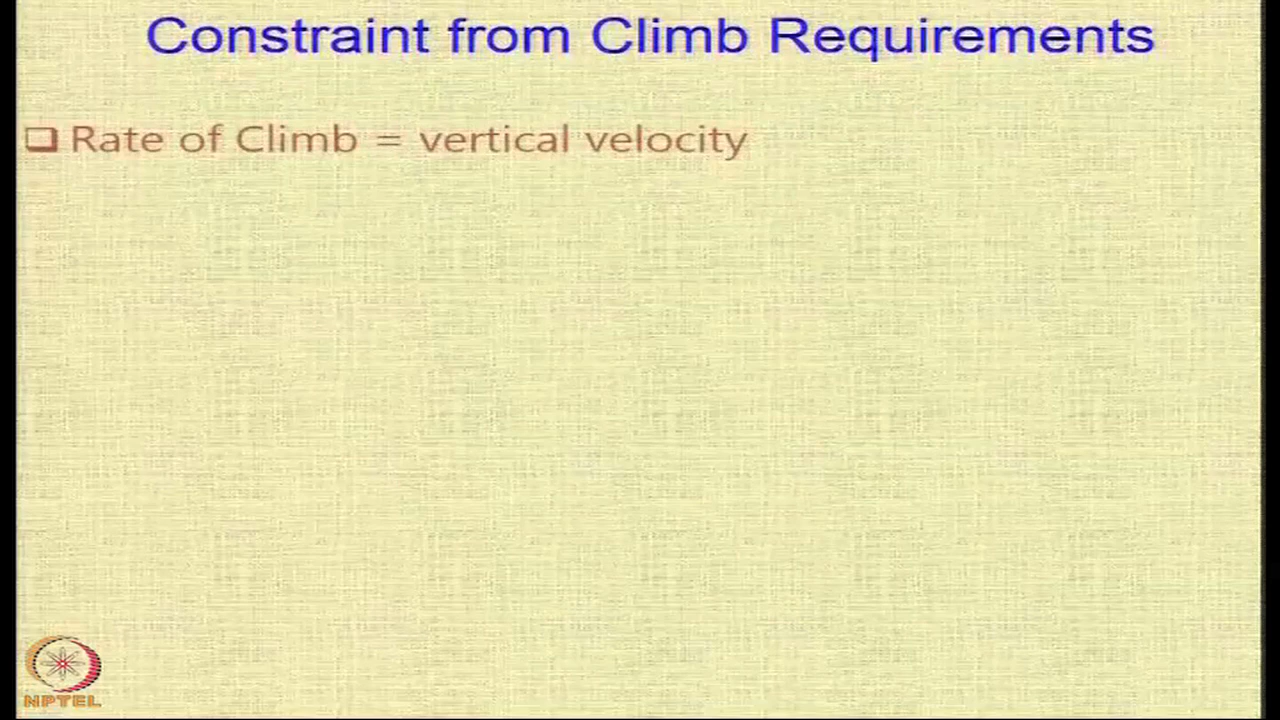 Constraint from Climb Requirements
Rate of Climb = vertical velocity
NPTEL